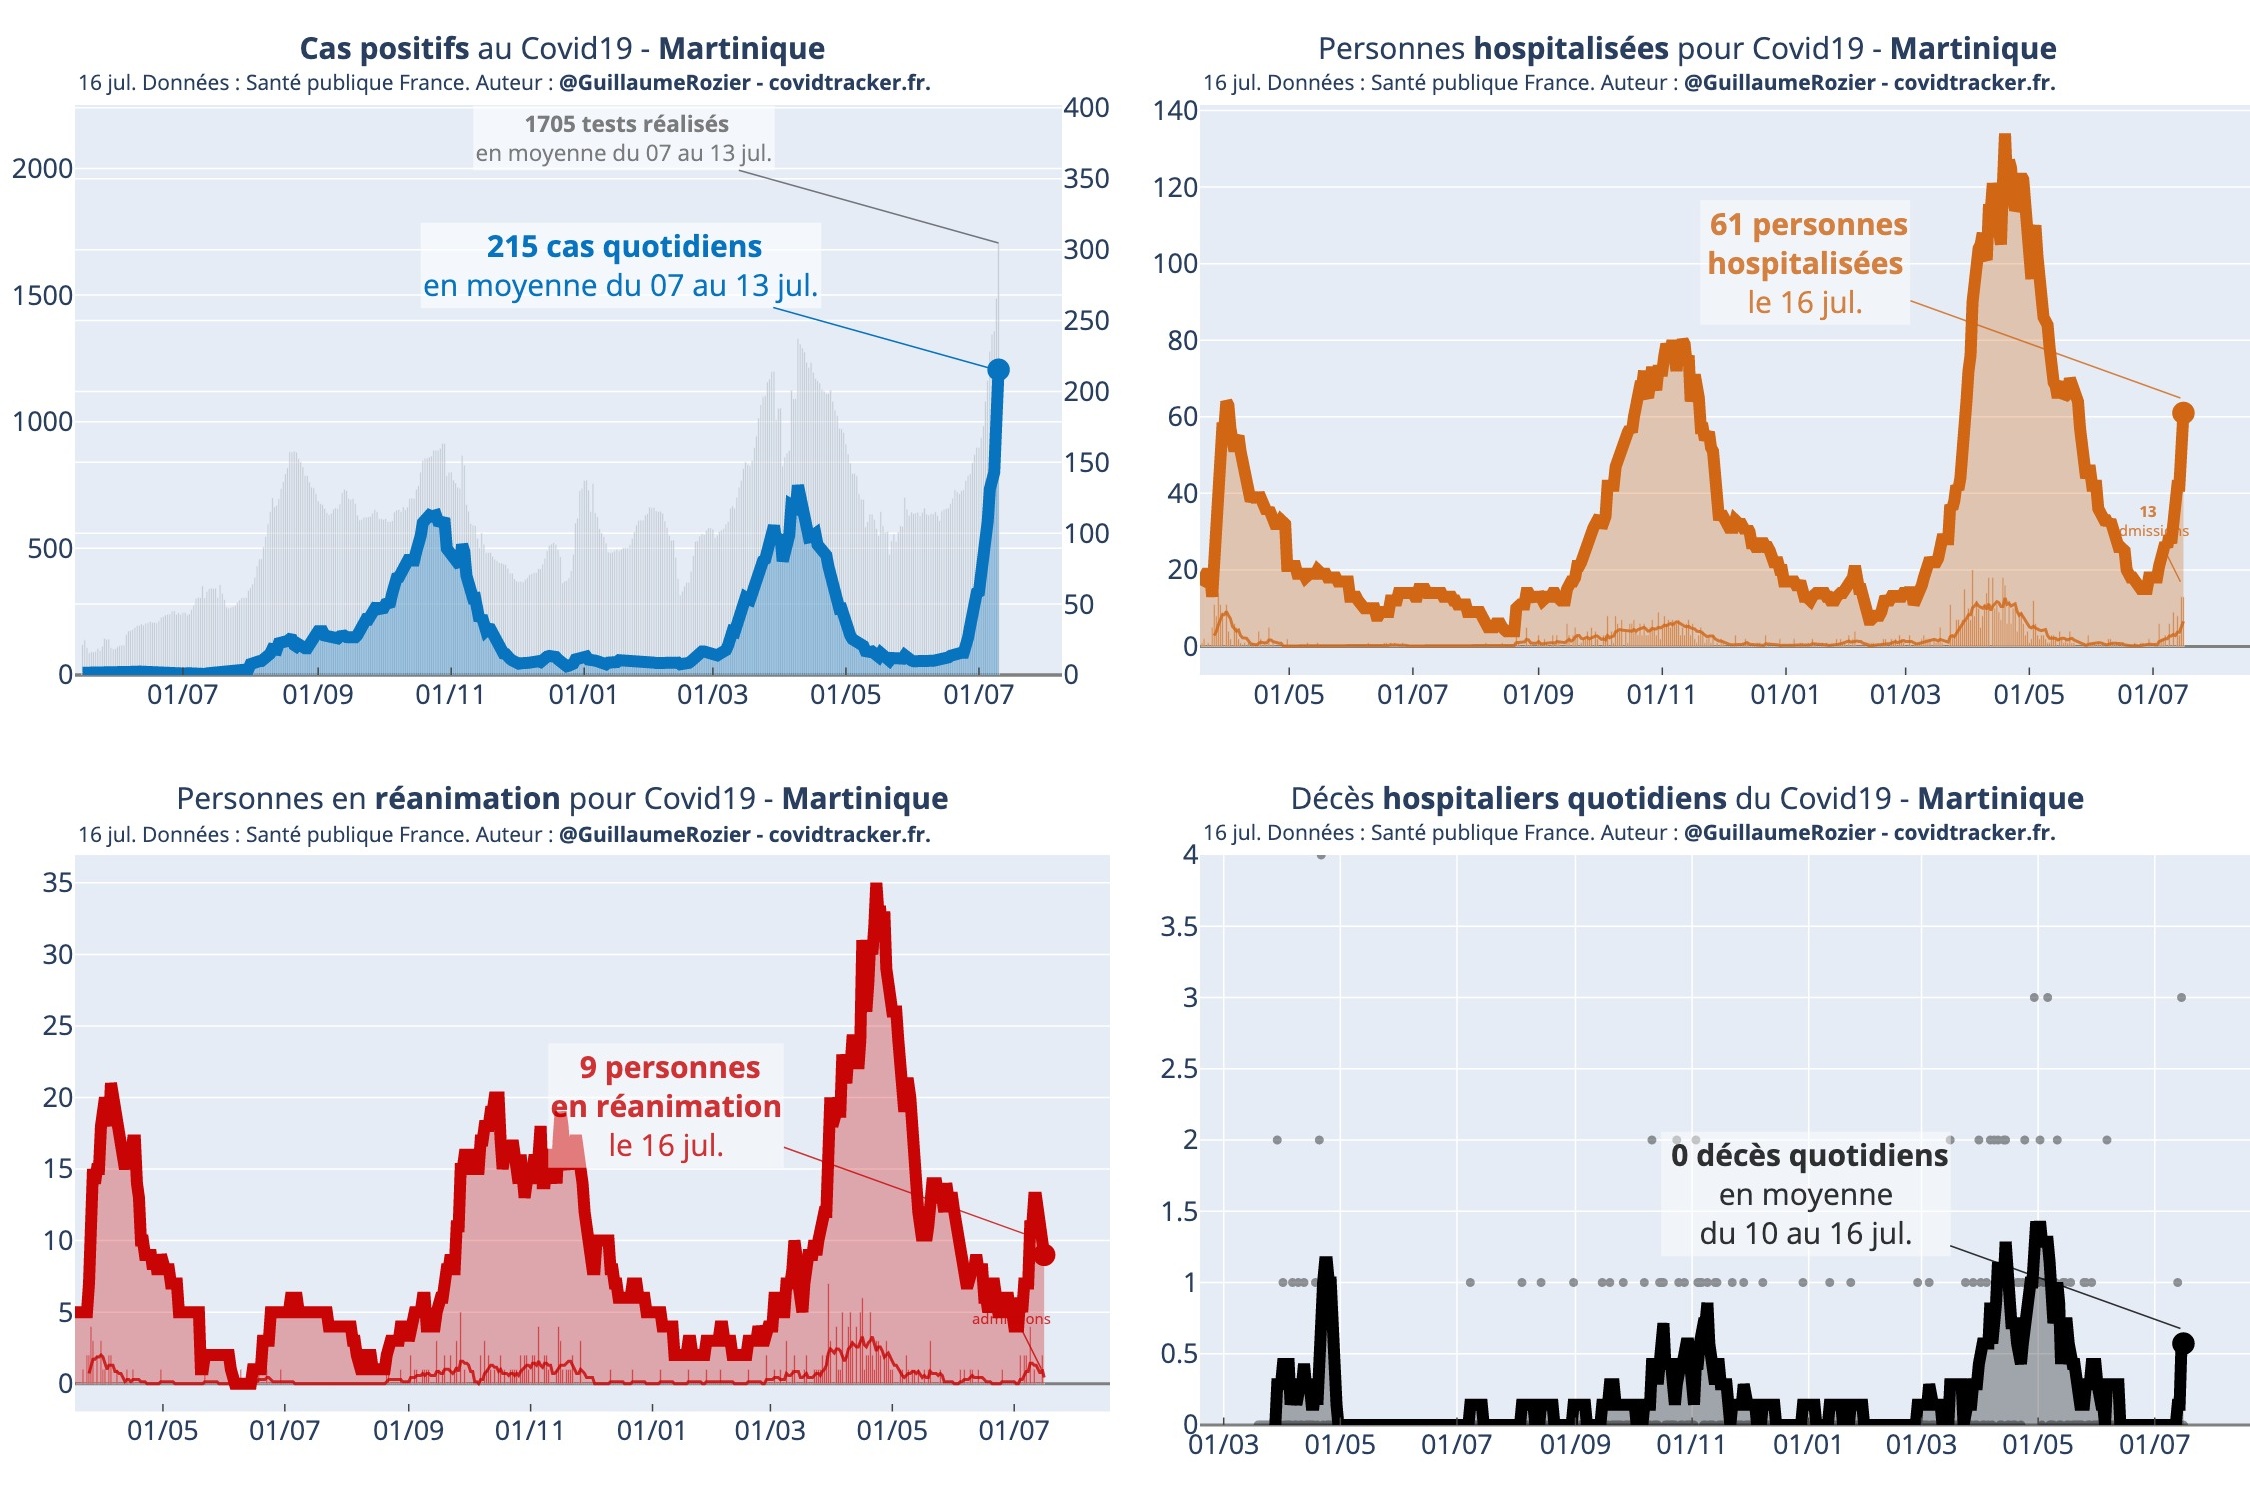 Cas positifs au Covid19 - Martinique
16 jul. Données : Santé publique France. Auteur : @GuillaumeRozier - covidtracker.fr.
1705 tests réalisés
en moyenne du 07 au 13 jul.
215 cas quotidiens
en moyenne du 07 au 13 jul.
2000
1500
1000
500
0
400
350
300
250
200
150
100
50
0
01/07 01/09 01/11 01/01 01/03 01/05 01/07
Personnes hospitalisées pour Covid19 - Martinique
16 jul. Données : Santé publique France. Auteur : @GuillaumeRozier - covidtracker.fr.
140
120
100
80
60
40
20
0
61 personnes
hospitalisées
le 16 jul.
13
01/05 01/07 01/09 01/11 01/01 01/03 01/05 01/07
Personnes en réanimation pour Covid19 - Martinique
16 jul. Données : Santé publique France. Auteur : @GuillaumeRozier - covidtracker.fr.
35
30
25
20
15
10
5
0
9 personnes
en réanimation
le 16 jul.
01/05 01/07 01/09 01/11 01/01 01/03 01/05 01/07
Décès hospitaliers quotidiens du Covid19 - Martinique
16 jul. Données : Santé publique France. Auteur : @GuillaumeRozier - covidtracker.fr.
4
3.5
3
2.5
2
1.5
1
0.5
0
0 décès quotidiens
en moyenne
du 10 au 16 jul.
01/03 01/05 01/07 01/09 01/11 01/01 01/03 01/05 01/07